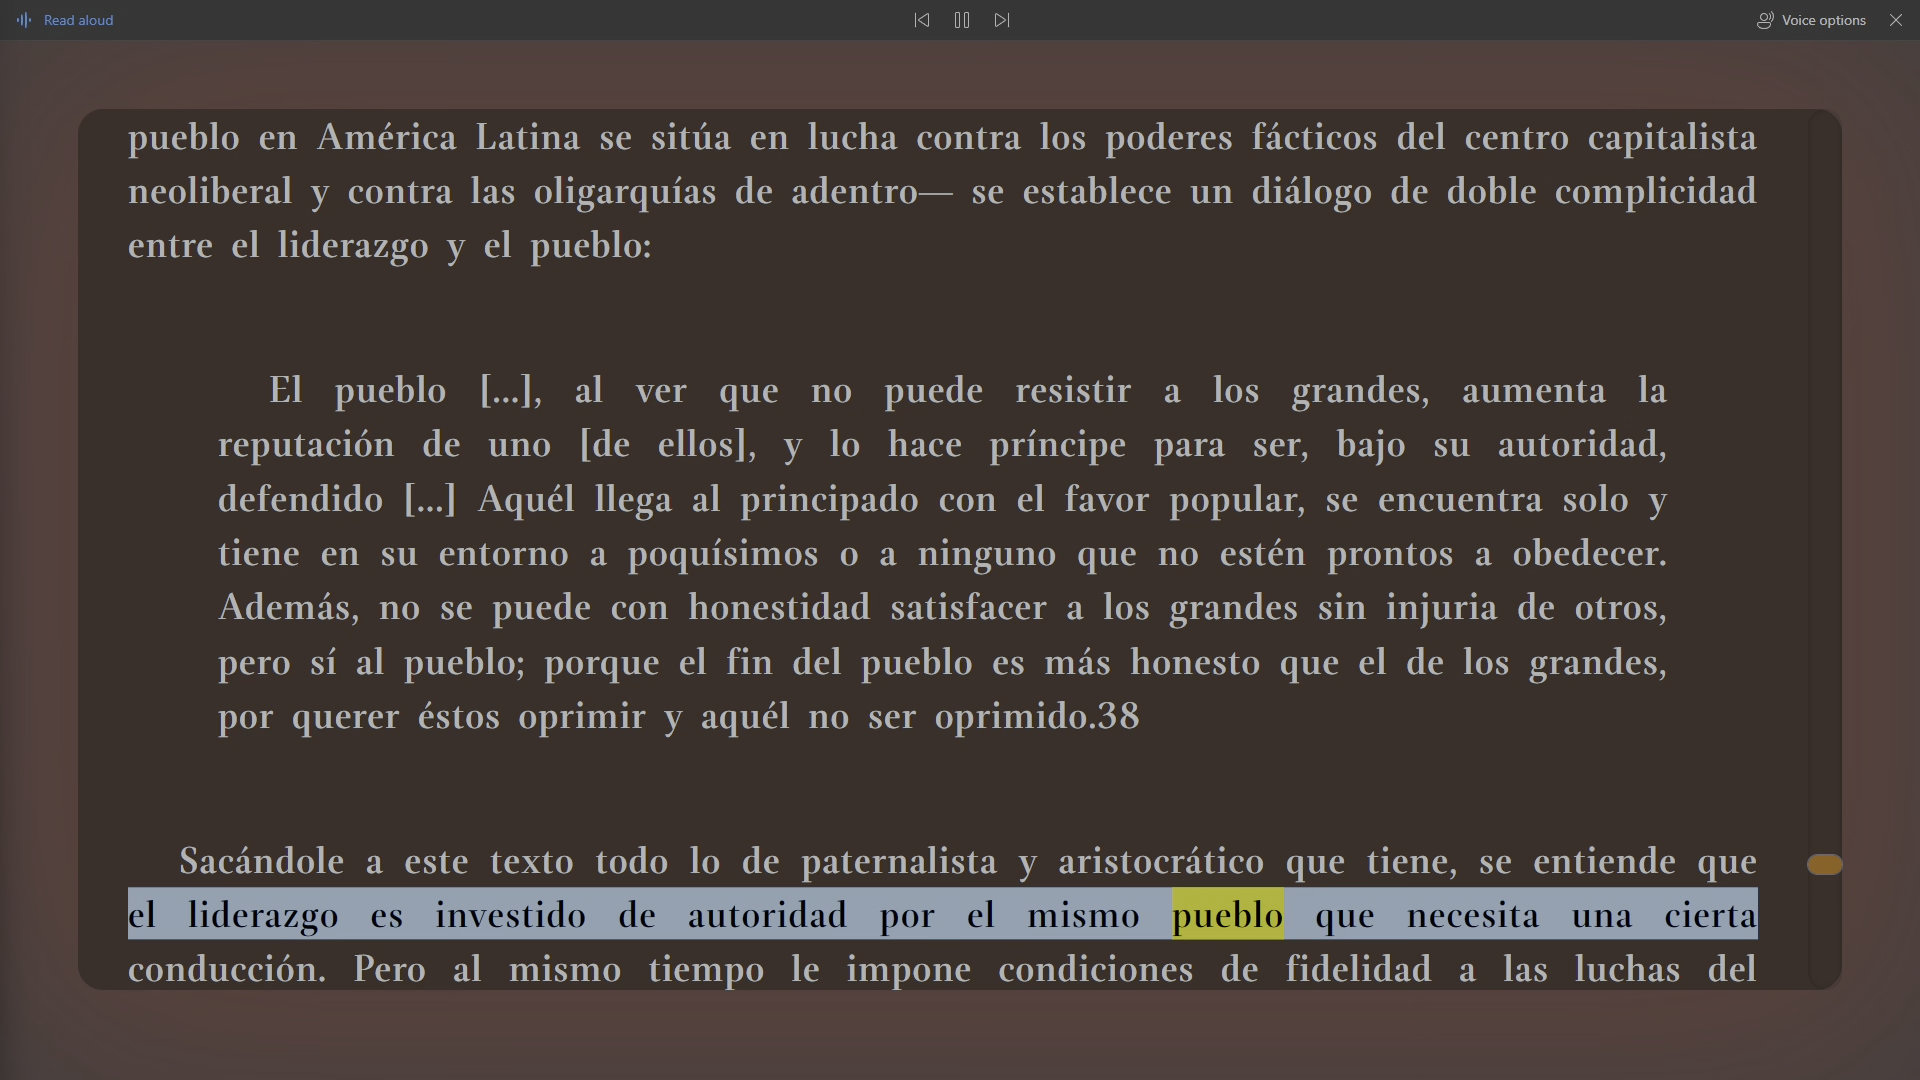 Read aloud
Voice options
pueblo en América Latina se sitúa en lucha contra los poderes fácticos del centro capitalista
neoliberal y contra las oligarquías de adentro— se establece un diálogo de doble complicidad
entre el liderazgo y el pueblo:
El pueblo [...], al ver que no puede resistir a los grandes, aumenta la
reputación de uno [de ellos], y lo hace príncipe para ser, bajo su autoridad,
defendido [...] Aquél llega al principado con el favor popular, se encuentra solo y
tiene en su entorno a poquísimos o a ninguno que no estén prontos a obedecer.
Además, no se puede con honestidad satisfacer a los grandes sin injuria de otros,
pero sí al pueblo; porque el fin del pueblo es más honesto que el de los grandes,
por querer éstos oprimir y aquél no ser oprimido.38
Sacándole a este texto todo lo de paternalista y aristocrático que tiene, se entiende que
el liderazgo es investido de autoridad por el mismo pueblo que necesita una cierta
conducción. Pero al mismo tiempo le impone condiciones de fidelidad a las luchas del